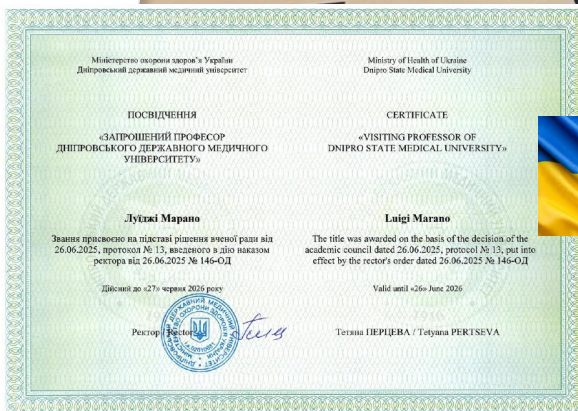 Міністерство охорони здоров'я України
Дніпровський державний медичний університет
ПОСВІДЧЕННЯ
«ЗАПРОШЕНИЙ ПРОФЕСОР
ДНІПРОВСЬКОГО ДЕРЖАВНОГО МЕДИЧНОГО
УНІВЕРСИТЕТУ»
Луїджі Марано
Звання присвоєно на підставі рішення вченої ради від
26.06.2025, протокол № 13, введеного в дію наказом
ректора від 26.06.2025 № 146-ОД
Дійсний до «27» червня 2026 року
Ректор / Rector
Ministry of Health of Ukraine
Dnipro State Medical University
CERTIFICATE
«VISITING PROFESSOR OF
DNIPRO STATE MEDICAL UNIVERSITY»
Luigi Marano
The title was awarded on the basis of the decision of the
academic council dated 26.06.2025, protocol № 13, put into
effect by the rector's order dated 26.06.2025 № 146-ОД
Valid until «26» June 2026
Тетяна ПЕРЦЕВА / Tetyana PERTSEVA